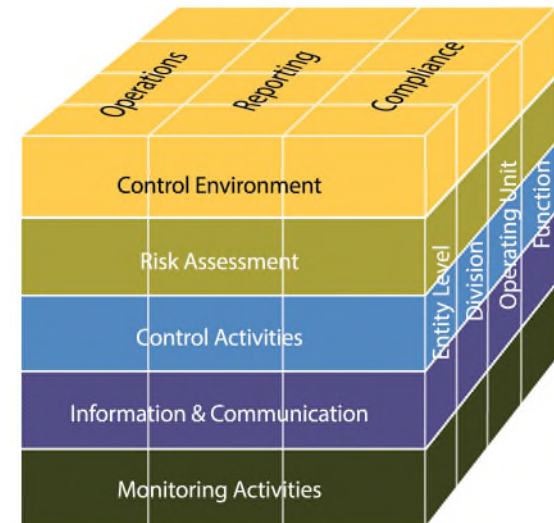 Operations
Reporting
Compliance
Control Environment
Risk Assessment
Control Activities
Information & Communication
Monitoring Activities
Entity Level
Division
Operating Unit
Function